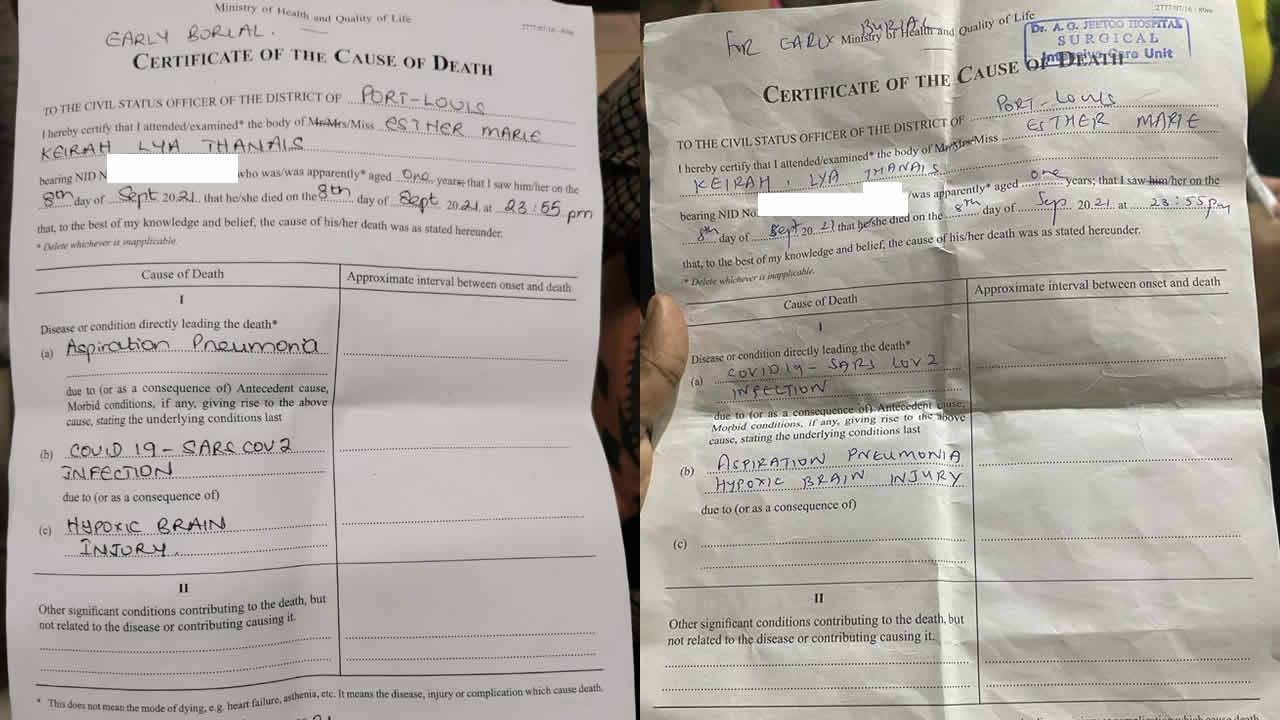 Ministry of Health and Quality of Life
EARLY BURIAL.
CERTIFICATE OF THE CAUSE OF DEATH
TO THE CIVIL STATUS OFFICER OF THE DISTRICT OF PORT-LOUIS
I hereby certify that I attended/examined* the body of Mr/Mrs/Miss ESTHER MARIE
KEIRAH LYA THANAIS
bearing NID N who was/was apparently* aged one years; that I saw him/her on the
8th day of Sept 2021 that he/she died on the 8th day of Sept 2021 at 23:55 pm
that, to the best of my knowledge and belief, the cause of his/her death was as stated hereunder.
* Delete whichever is inapplicable.
Cause of Death
Approximate interval between onset and death
I
Disease or condition directly leading the death*
(a) Aspiration Pneumonia
due to (or as a consequence of) Antecedent cause,
Morbid conditions, if any, giving rise to the above
cause, stating the underlying conditions last
(b) COVID 19 - SARS COV 2
INFECTION
due to (or as a consequence of)
(c) HYPOXIC BRAIN
INJURY.
II
Other significant conditions contributing to the death, but
not related to the disease or contributing causing it.
* This does not mean the mode of dying, e.g. heart failure, asthenia, etc. It means the disease, injury or complication which cause death.
For EARLY BURIAL
Ministry of Health and Quality of Life
Dr. A. G. JEETOO HOSPITAL
SURGICAL
Intensive Care Unit
CERTIFICATE OF THE CAUSE OF DEATH
TO THE CIVIL STATUS OFFICER OF THE DISTRICT OF PORT-LOUIS
I hereby certify that I attended/examined* the body of Mr/Mrs/Miss ESTHER MARIE
KEIRAH, LYA THANAIS
bearing NID No. /was apparently* aged one years; that I saw him/her on the
8th day of Sept 2021 that he/she died on the 8th day of Sep 2021 at 23:55pm
that, to the best of my knowledge and belief, the cause of his/her death was as stated hereunder.
* Delete whichever is inapplicable.
Cause of Death
Approximate interval between onset and death
I
Disease or condition directly leading the death*
(a) COVID 19 - SARS COV 2
INFECTION
due to (or as a consequence of) Antecedent cause,
Morbid conditions, if any, giving rise to the above
cause, stating the underlying conditions last
(b) ASPIRATION PNEUMONIA
HYPOXIC BRAIN INJURY
due to (or as a consequence of)
(c)
II
Other significant conditions contributing to the death, but
not related to the disease or contributing causing it.